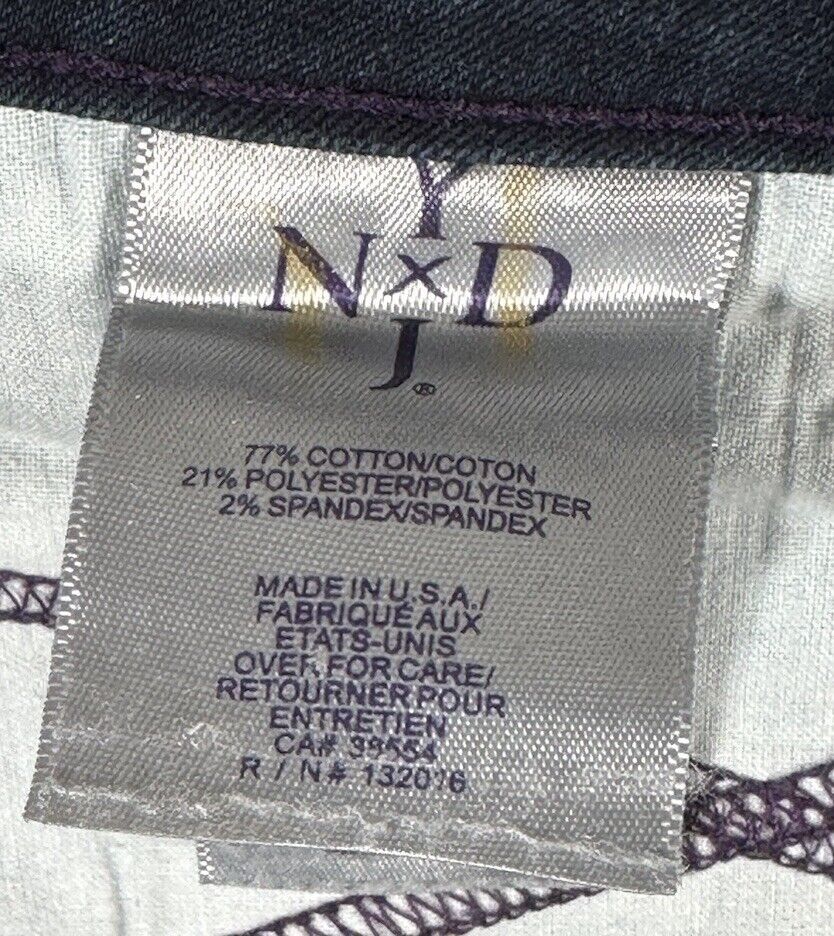 Y
N x D
J.®
77% COTTON/COTON
21% POLYESTER/POLYESTER
2% SPANDEX/SPANDEX
MADE IN U.S.A./
FABRIQUÉ AUX
ETATS-UNIS
OVER FOR CARE/
RETOURNER POUR
ENTRETIEN
CA# 39554
R / N# 132016